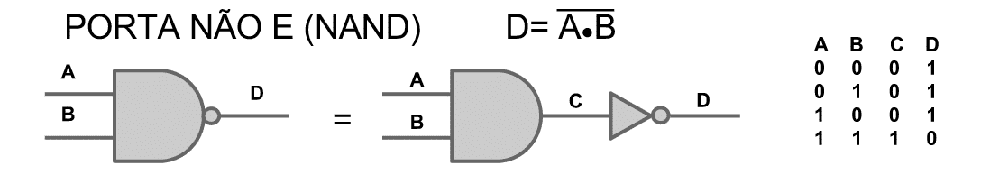 PORTA NÃO E (NAND)
D= A̅•B̅
A
B
D
=
A
B
C
D
A B C D
0 0 0 1
0 1 0 1
1 0 0 1
1 1 1 0